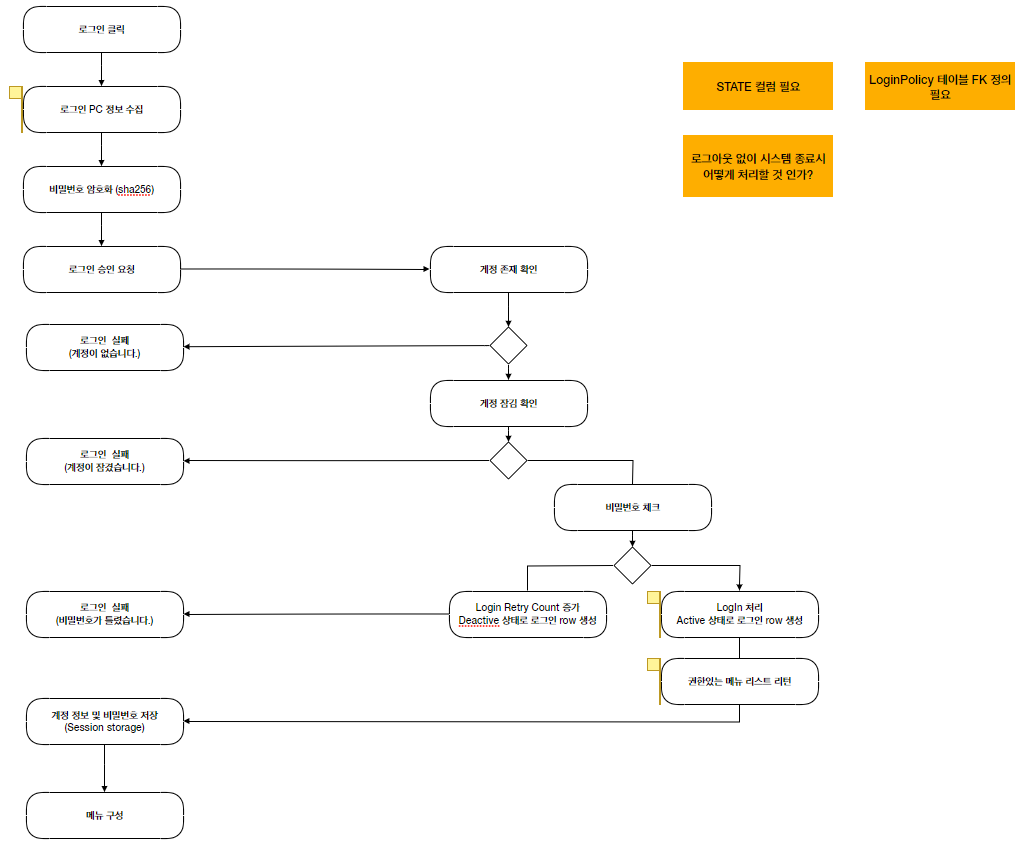 로그인 클릭
로그인 PC 정보 수집
비밀번호 암호화 (sha256)
로그인 승인 요청
계정 존재 확인
로그인 실페
(계정이 없습니다.)
계정 잠김 확인
로그인 실패
(계정이 잠겼습니다.)
비밀번호 체크
로그인 실패
(비밀번호가 틀렸습니다.)
Login Retry Count 증가
Deactive 상태로 로그인 row 생성
LogIn 처리
Active 상태로 로그인 row 생성
권한있는 메뉴 리스트 리턴
계정 정보 및 비밀번호 저장
(Session storage)
메뉴 구성
STATE 컬럼 필요
LoginPolicy 테이블 FK 정의
필요
로그아웃 없이 시스템 종료시
어떻게 처리할 것 인가?